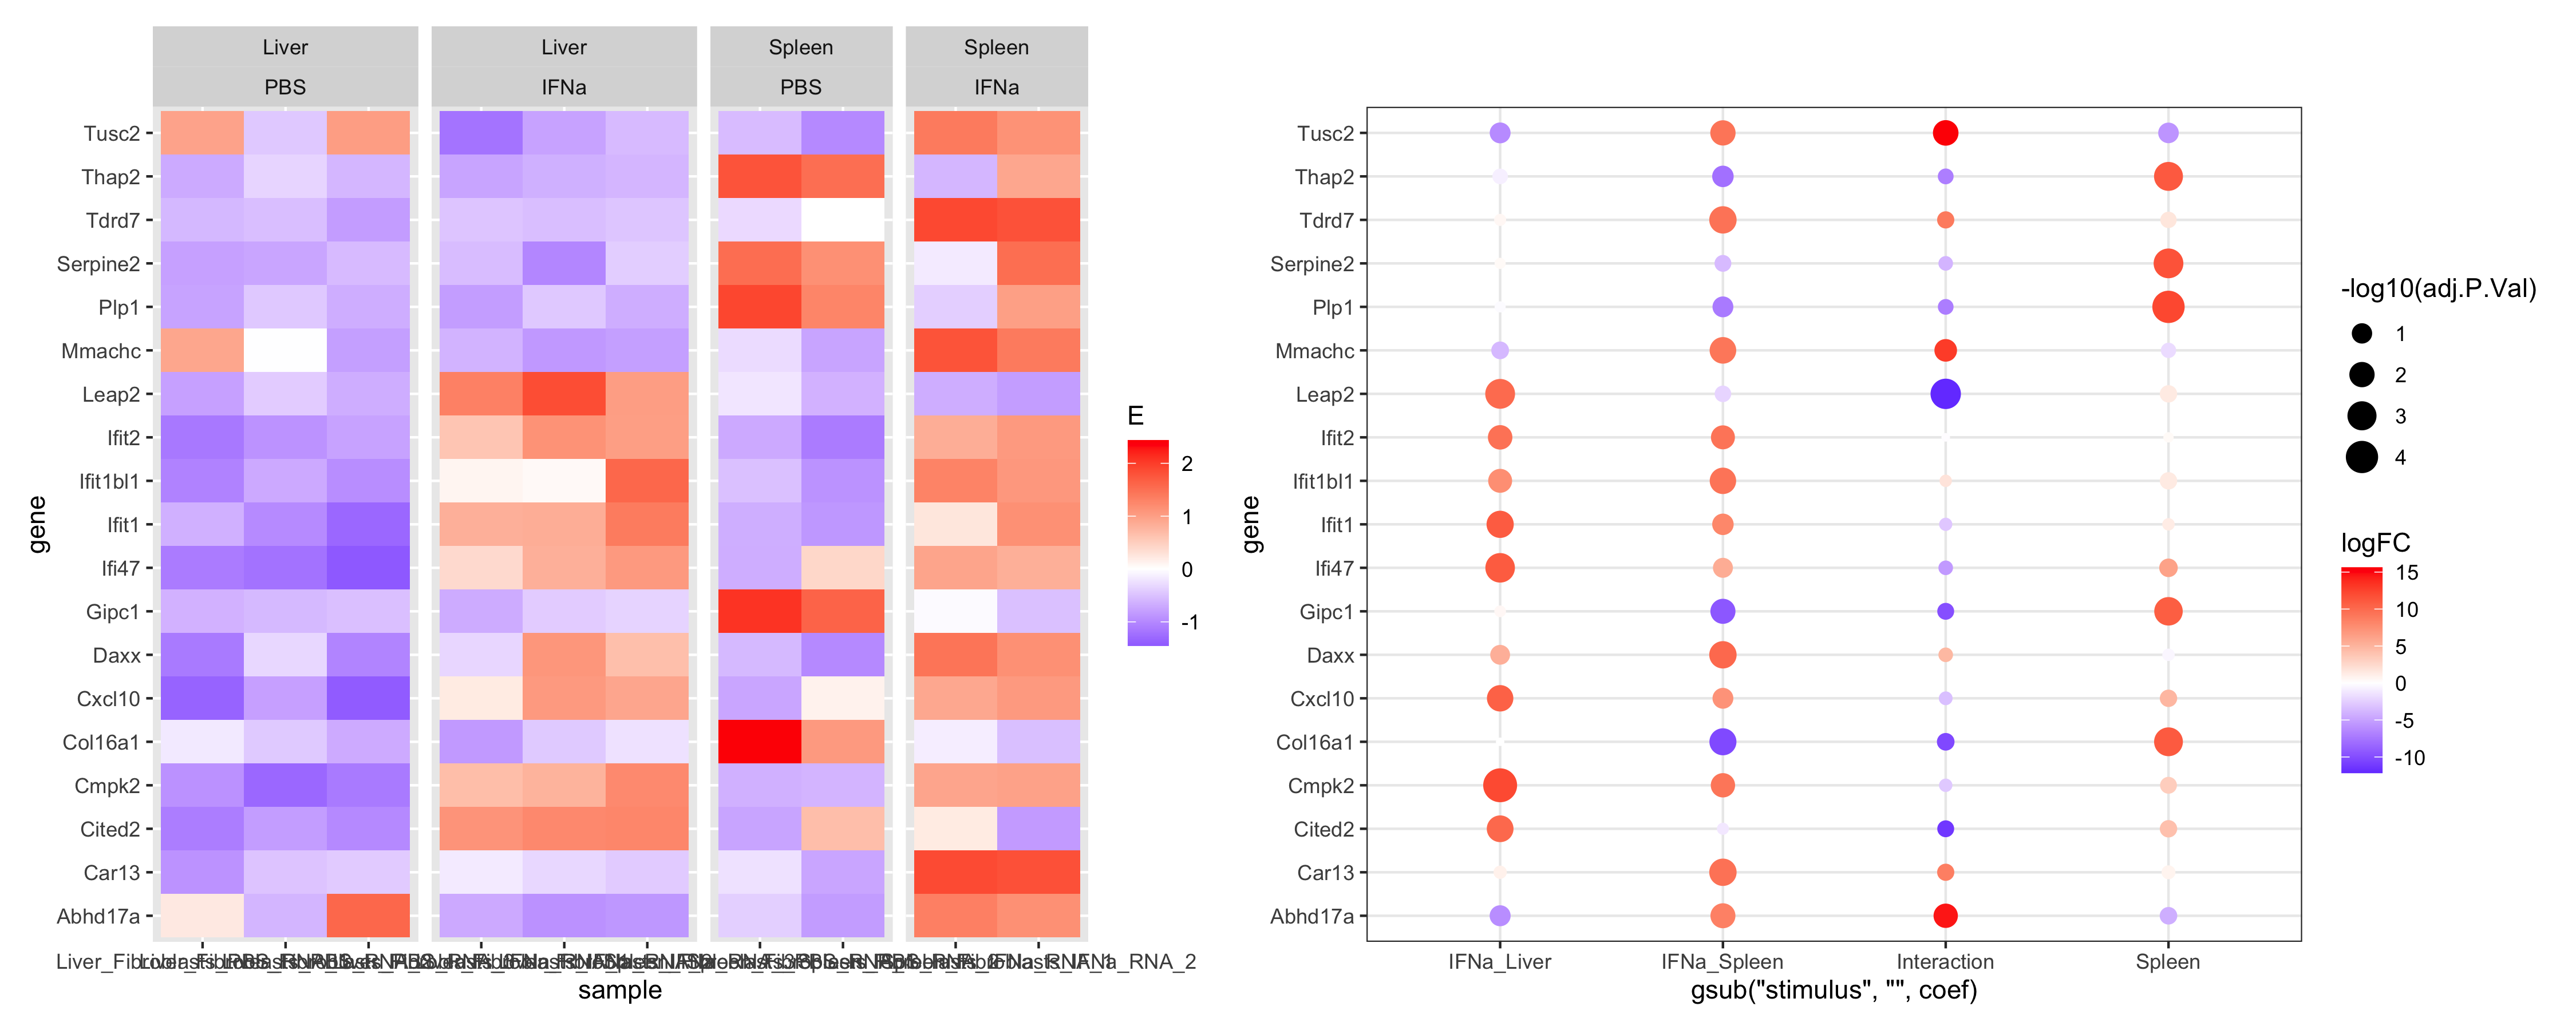 Liver
Liver
Spleen
Spleen
PBS
IFNa
PBS
IFNa
Tusc2
Thap2
Tdrd7
Serpine2
Plp1
Mmachc
Leap2
Ifit2
Ifit1bl1
Ifit1
Ifi47
Gipc1
Daxx
Cxcl10
Col16a1
Cmpk2
Cited2
Car13
Abhd17a
gene
sample
E
2
1
0
-1
Tusc2
Thap2
Tdrd7
Serpine2
Plp1
Mmachc
Leap2
Ifit2
Ifit1bl1
Ifit1
Ifi47
Gipc1
Daxx
Cxcl10
Col16a1
Cmpk2
Cited2
Car13
Abhd17a
gene
IFNa_Liver
IFNa_Spleen
Interaction
Spleen
gsub("stimulus", "", coef)
-log10(adj.P.Val)
1
2
3
4
logFC
15
10
5
0
-5
-10